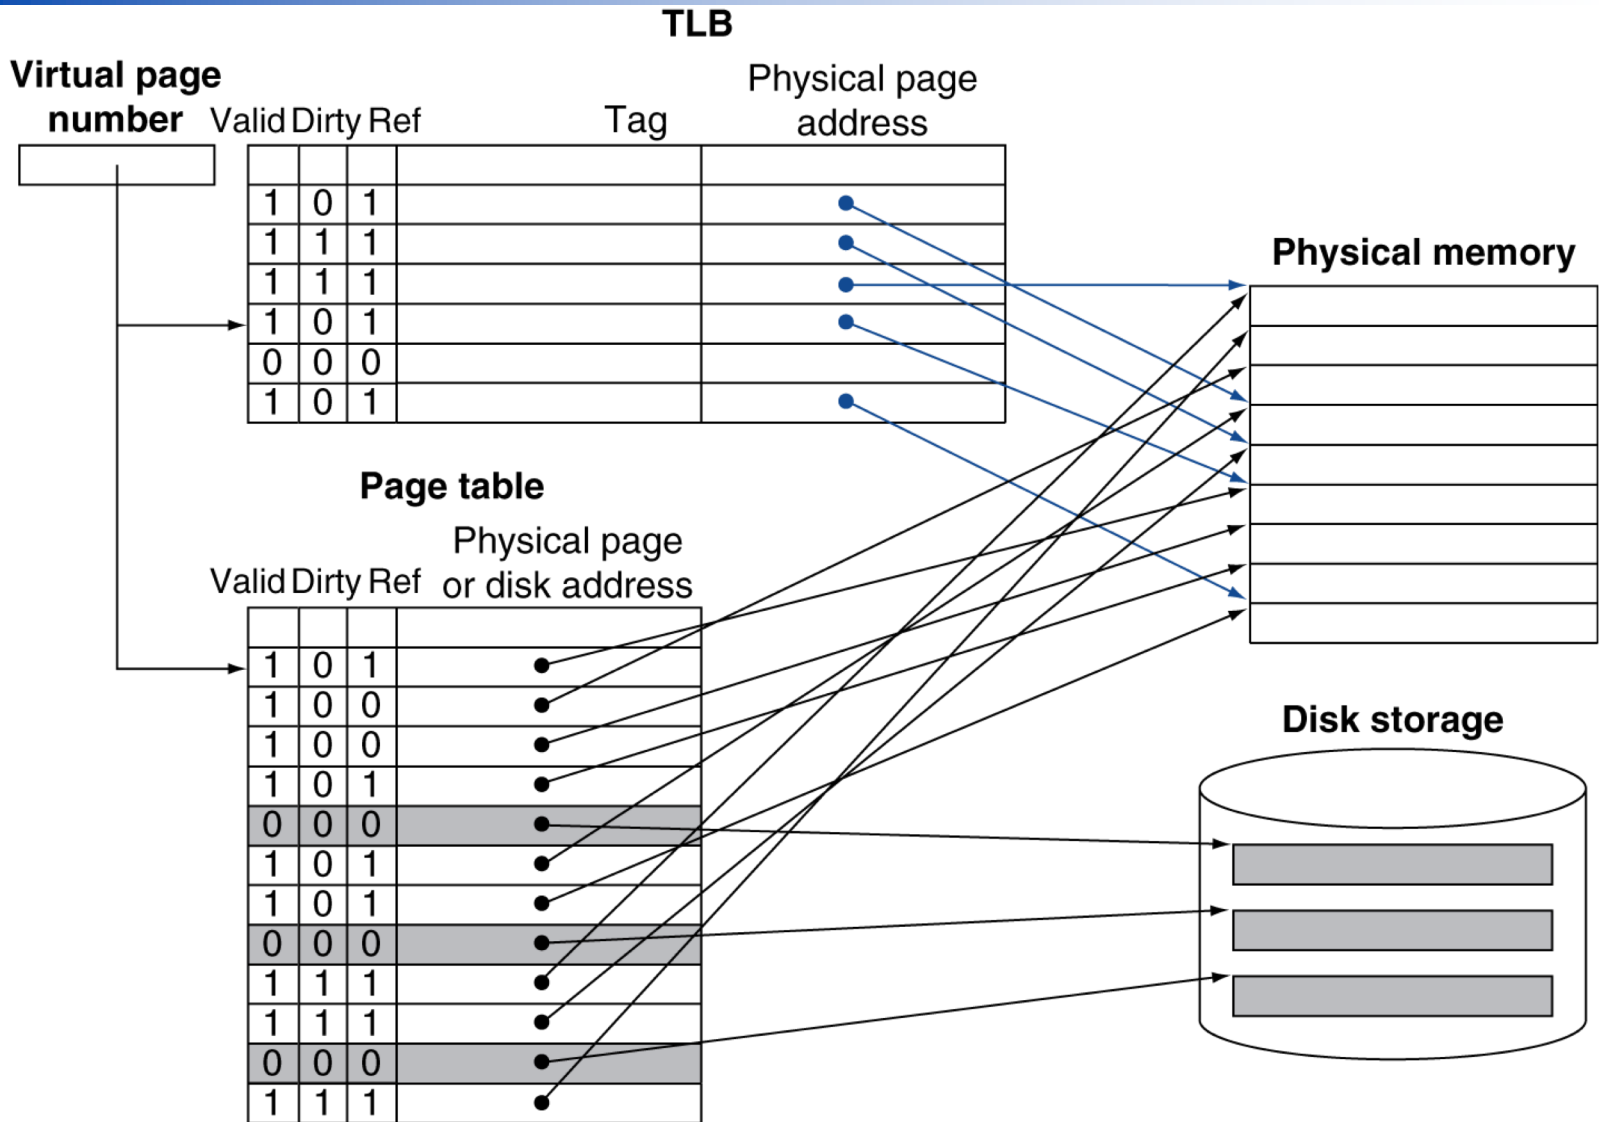 TLB
Virtual page
number
Valid Dirty Ref
Tag
Physical page
address
1 0 1
1 1 1
1 1 1
1 0 1
0 0 0
1 0 1
Physical memory
Page table
Valid Dirty Ref
Physical page
or disk address
1 0 1
1 0 0
1 0 0
1 0 1
0 0 0
1 0 1
1 0 1
0 0 0
1 1 1
1 1 1
0 0 0
1 1 1
Disk storage